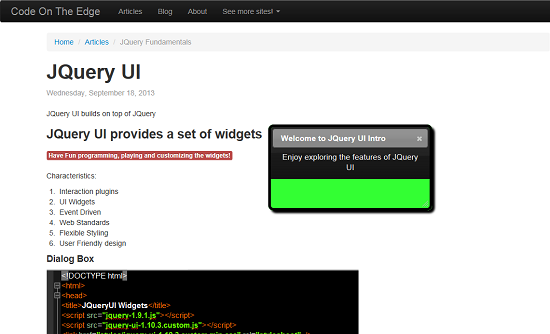 Code On The Edge Articles Blog About See more sites!
Home / Articles / JQuery Fundamentals
JQuery UI
Wednesday, September 18, 2013
JQuery UI builds on top of JQuery
JQuery UI provides a set of widgets
Have Fun programming, playing and customizing the widgets!
Welcome to JQuery UI Intro ×
Enjoy exploring the features of JQuery
UI
Characteristics:
1. Interaction plugins
2. UI Widgets
3. Event Driven
4. Web Standards
5. Flexible Styling
6. User Friendly design
Dialog Box
<!DOCTYPE html>
<html>
<head>
<title>JQueryUI Widgets</title>
<script src="jquery-1.9.1.js"></script>
<script src="jquery-ui-1.10.3.custom.js"></script>